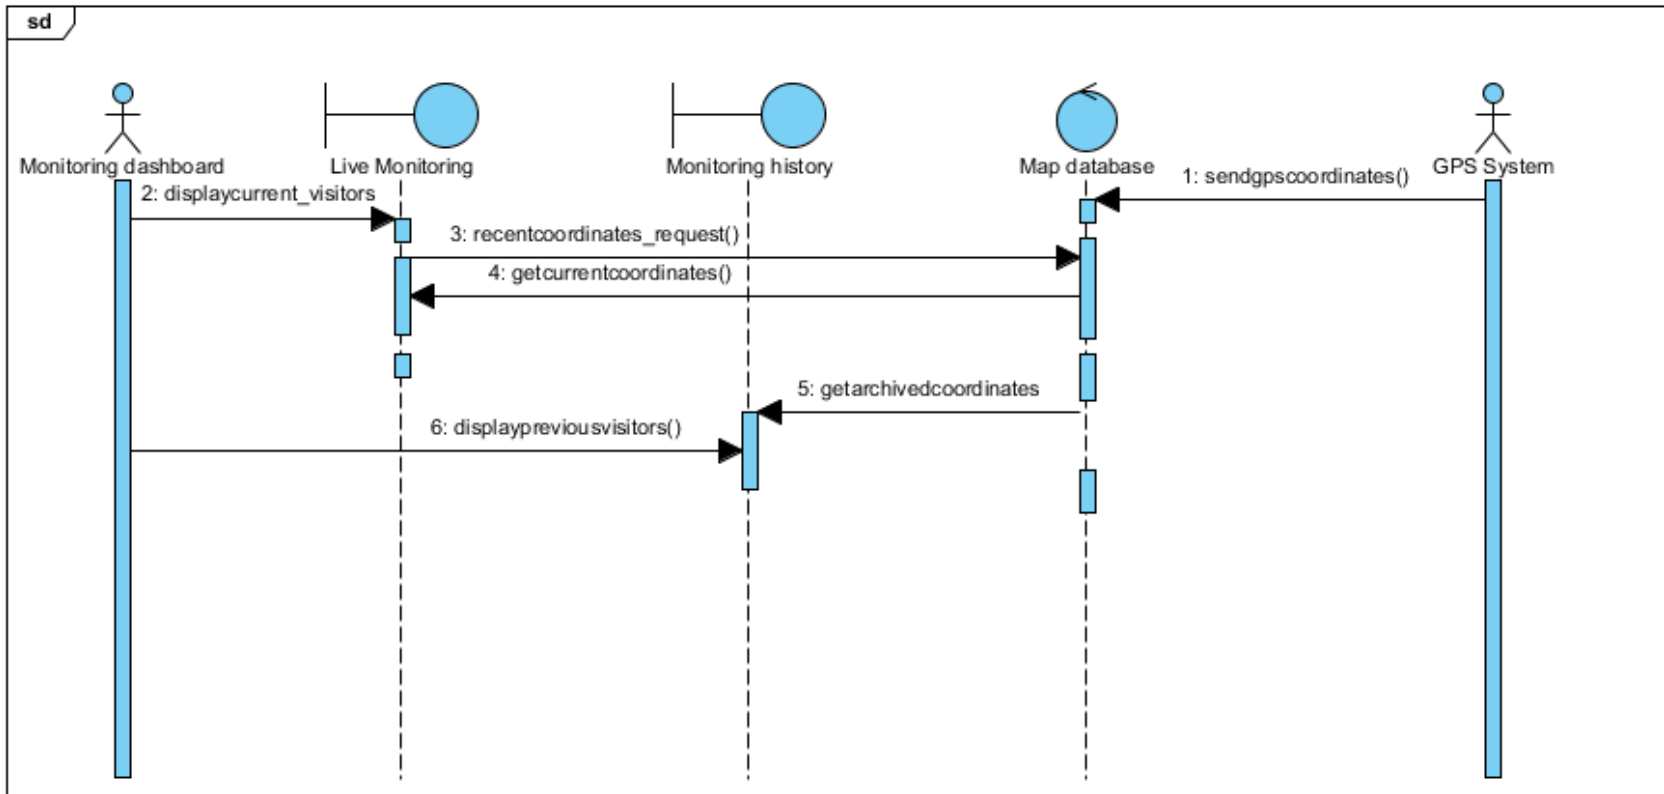 sd
Monitoring dashboard
Live Monitoring
Monitoring history
Map database
GPS System
1: sendgpscoordinates()
2: displaycurrent_visitors
3: recentcoordinates_request()
4: getcurrentcoordinates()
5: getarchivedcoordinates
6: displaypreviousvisitors()